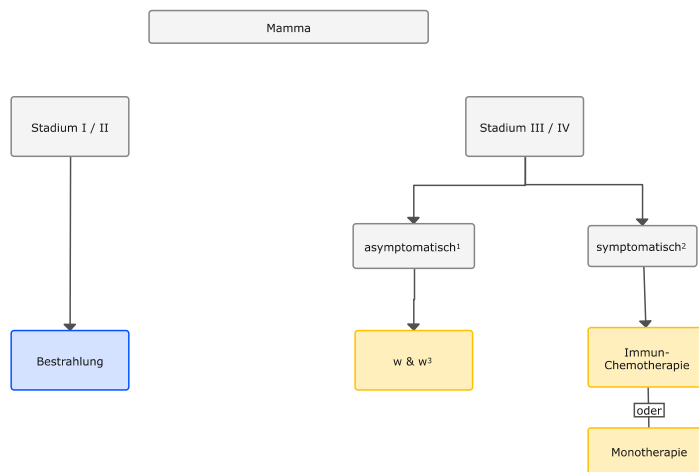 Mamma
Stadium I / II
Stadium III / IV
asymptomatisch¹
symptomatisch²
Bestrahlung
w & w³
Immun-
Chemotherapie
oder
Monotherapie